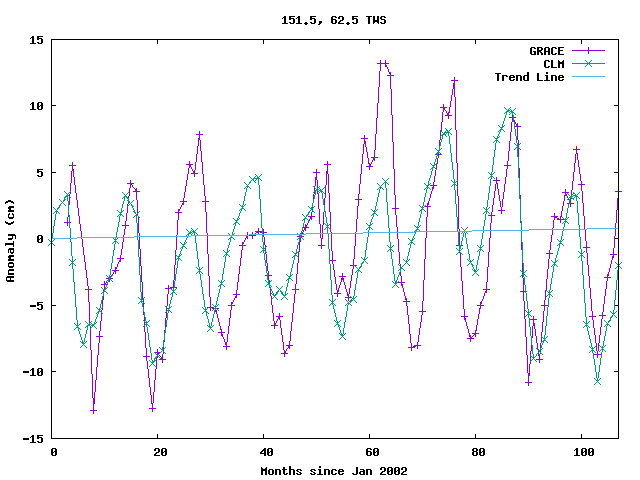 151.5, 62.5 TWS
GRACE
CLM
Trend Line
15
10
5
0
-5
-10
-15
Anomaly (cm)
0 20 40 60 80 100
Months since Jan 2002